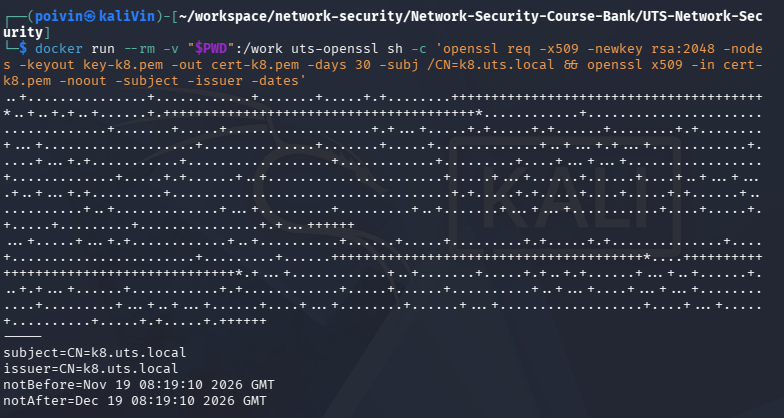 ┌──(poivin㉿kaliVin)-[~/workspace/network-security/Network-Security-Course-Bank/UTS-Network-Sec
urity]
└─$ docker run --rm -v "$PWD":/work uts-openssl sh -c 'openssl req -x509 -newkey rsa:2048 -node
s -keyout key-k8.pem -out cert-k8.pem -days 30 -subj /CN=k8.uts.local && openssl x509 -in cert-
k8.pem -noout -subject -issuer -dates'
-----
subject=CN=k8.uts.local
issuer=CN=k8.uts.local
notBefore=Nov 19 08:19:10 2026 GMT
notAfter=Dec 19 08:19:10 2026 GMT
KALI